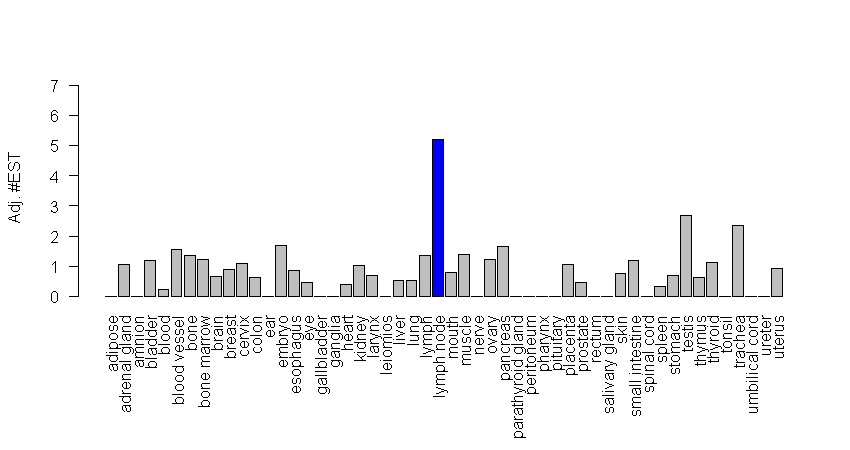 Adj. #EST
7
6
5
4
3
2
1
0
adipose
adrenal gland
amnion
bladder
blood
blood vessel
bone
bone marrow
brain
breast
cervix
colon
ear
embryo
esophagus
eye
gallbladder
ganglia
heart
kidney
larynx
leiomios
liver
lung
lymph
lymph node
mouth
muscle
nerve
ovary
pancreas
parathyroid gland
peritoneum
pharynx
pituitary
placenta
prostate
rectum
salivary gland
skin
small intestine
spinal cord
spleen
stomach
testis
thymus
thyroid
tonsil
trachea
umbilical cord
ureter
uterus